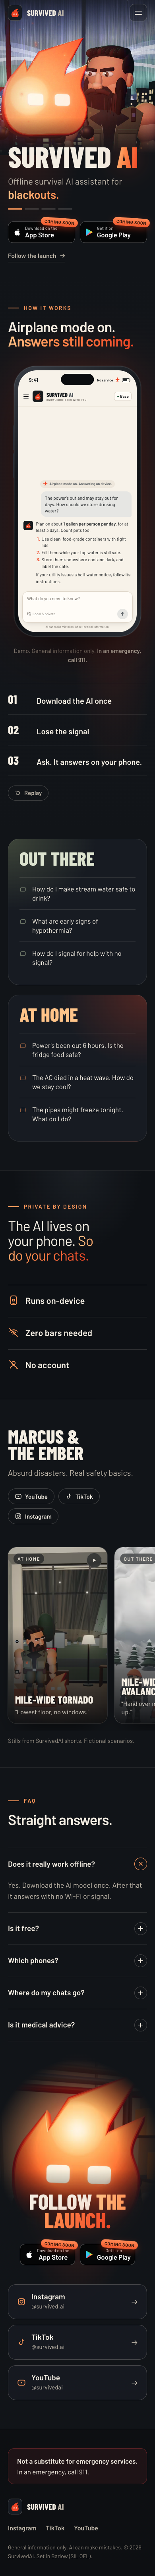 SURVIVED AI
SURVIVED AI
Offline survival AI assistant for
blackouts.
COMING SOON
COMING SOON
Download on the
App Store
Get it on
Google Play
Follow the launch →
HOW IT WORKS
Airplane mode on.
Answers still coming.
9:41
No service
SURVIVED AI
Airplane mode on. Answering on device.
The power's out and may stay out for
days. How should we store drinking
water?
Plan on about 1 gallon per person per day, for at
least 3 days. Count pets too.
1. Use clean, food-grade containers with tight
lids.
2. Fill them while your tap water is still safe.
3. Store them somewhere cool and dark, and
label the date.
If your utility issues a boil-water notice, follow its
instructions.
What do you need to know?
Demo. General information only. In an emergency,
call 911.
01 Download the AI once
02 Lose the signal
03 Ask. It answers on your phone.
Replay
OUT THERE
How do I make stream water safe to
drink?
What are early signs of
hypothermia?
How do I signal for help with no
signal?
AT HOME
Power's been out 6 hours. Is the
fridge food safe?
The AC died in a heat wave. How do
we stay cool?
The pipes might freeze tonight.
What do I do?
PRIVATE BY DESIGN
The AI lives on
your phone. So
do your chats.
Runs on-device
Zero bars needed
No account
MARCUS &
THE EMBER
Absurd disasters. Real safety basics.
YouTube
TikTok
Instagram
AT HOME
OUT THERE
MILE-WIDE TORNADO
"Lowest floor, no windows."
MILE-WI
AVALANC
"Hand over
up."
Stills from SurvivedAI shorts. Fictional scenarios.
FAQ
Straight answers.
Does it really work offline?
Yes. Download the AI model once. After that
it answers with no Wi-Fi or signal.
Is it free?
Which phones?
Where do my chats go?
Is it medical advice?
FOLLOW THE
LAUNCH.
COMING SOON
COMING SOON
Download on the
App Store
Get it on
Google Play
Instagram
@survived.ai
TikTok
@survived.ai
YouTube
@survivedai
Not a substitute for emergency services.
In an emergency, call 911.
SURVIVED AI
Instagram TikTok YouTube
General information only. AI can make mistakes. © 2026
SurvivedAI. Set in Barlow (SIL OFL).